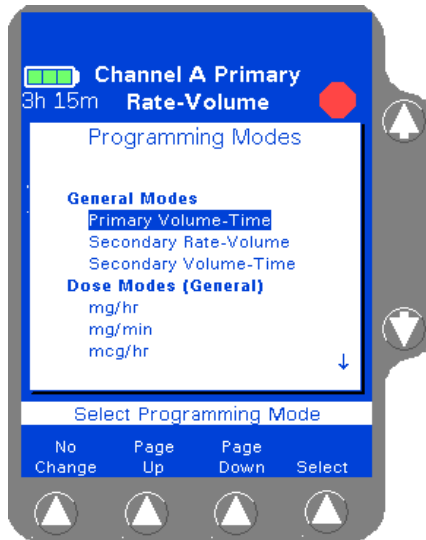 Channel A Primary
3h 15m Rate-Volume
Programming Modes
General Modes
Primary Volume-Time
Secondary Rate-Volume
Secondary Volume-Time
Dose Modes (General)
mg/hr
mg/min
mcg/hr
Select Programming Mode
No Change
Page Up
Page Down
Select